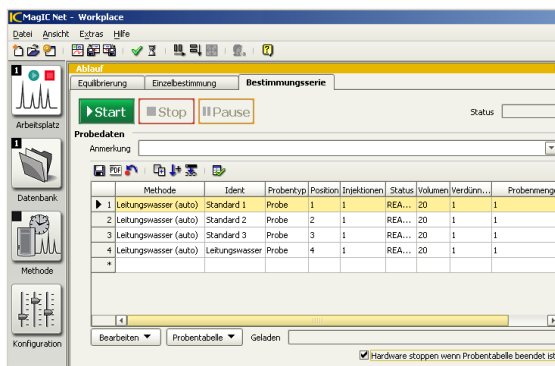 MagIC Net - Workplace
Datei Ansicht Extras Hilfe
Ablauf
Equilibrierung Einzelbestimmung Bestimmungsserie
Start Stop Pause Status
Probedaten
Anmerkung
PDF
Methode Ident Probentyp Position Injektionen Status Volumen Verdünn... Probenmenge
1 Leitungswasser (auto) Standard 1 Probe 1 1 REA... 20 1 1
2 Leitungswasser (auto) Standard 2 Probe 2 1 REA... 20 1 1
3 Leitungswasser (auto) Standard 3 Probe 3 1 REA... 20 1 1
4 Leitungswasser (auto) Leitungswasser Probe 4 1 REA... 20 1 1
*
Bearbeiten Probentabelle Geladen
Hardware stoppen wenn Probentabelle beendet ist
1
Arbeitsplatz
1
Datenbank
Methode
Konfiguration